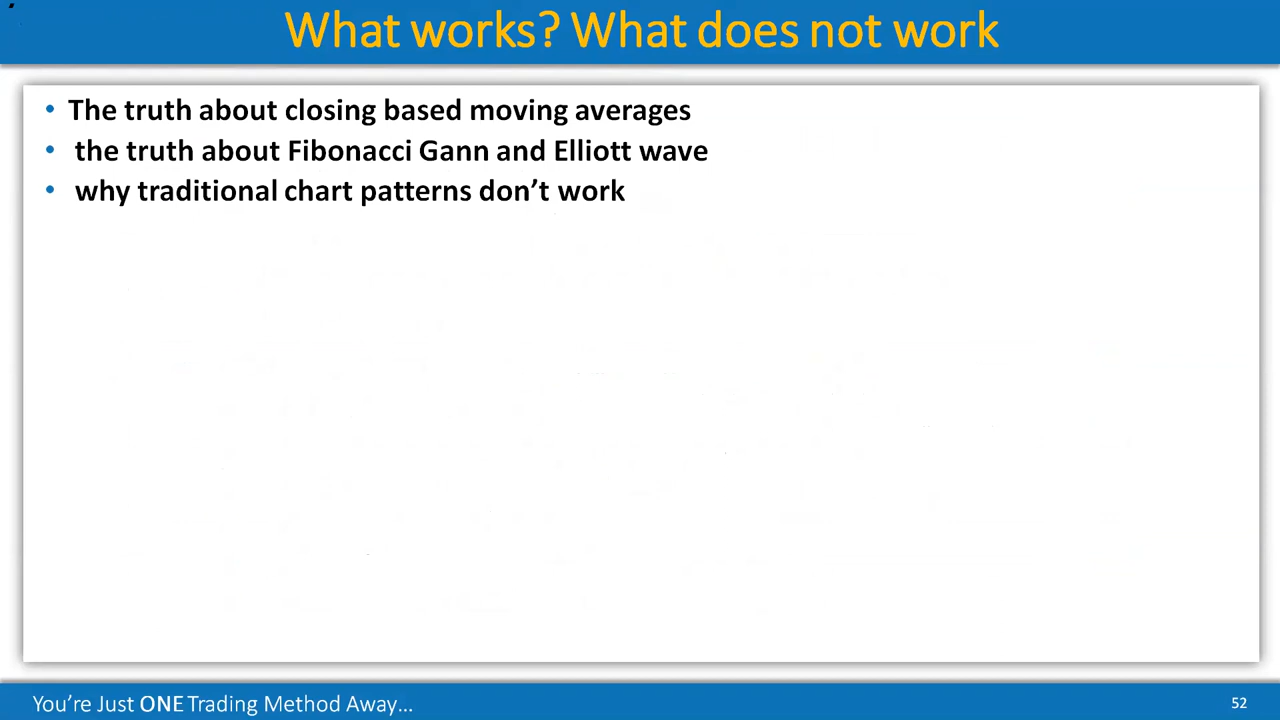 What works? What does not work
• The truth about closing based moving averages
• the truth about Fibonacci Gann and Elliott wave
• why traditional chart patterns don’t work
You’re Just ONE Trading Method Away...
52